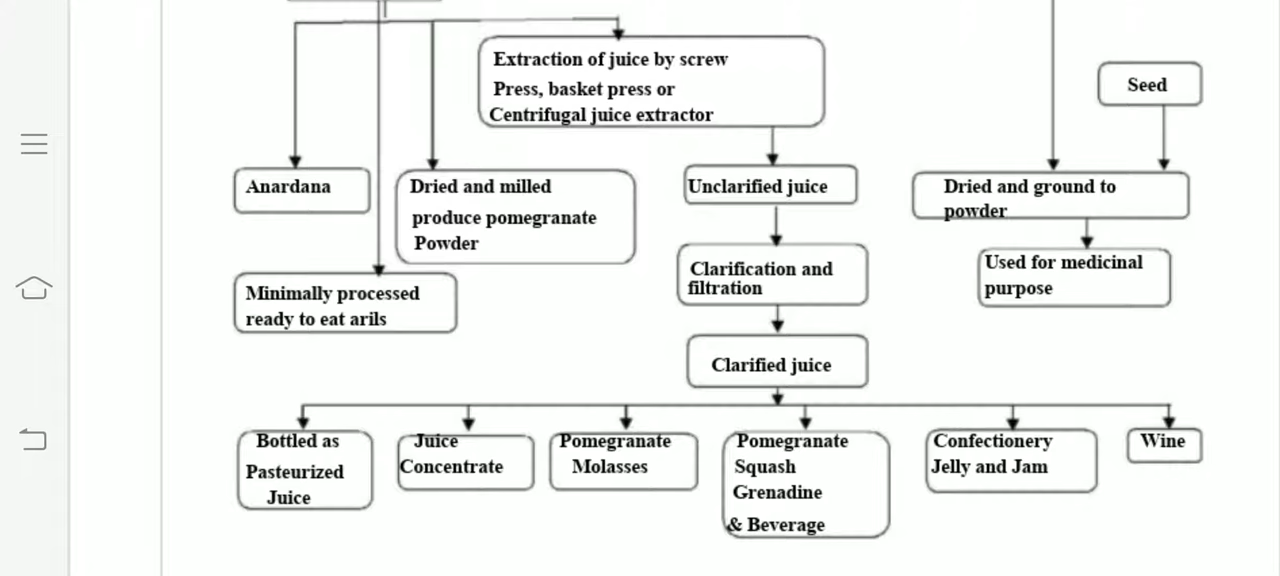 Extraction of juice by screw
Press, basket press or
Centrifugal juice extractor
Seed
Anardana
Dried and milled
produce pomegranate
Powder
Unclarified juice
Dried and ground to
powder
Minimally processed
ready to eat arils
Clarification and
filtration
Used for medicinal
purpose
Clarified juice
Bottled as
Pasteurized
Juice
Juice
Concentrate
Pomegranate
Molasses
Pomegranate
Squash
Grenadine
& Beverage
Confectionery
Jelly and Jam
Wine